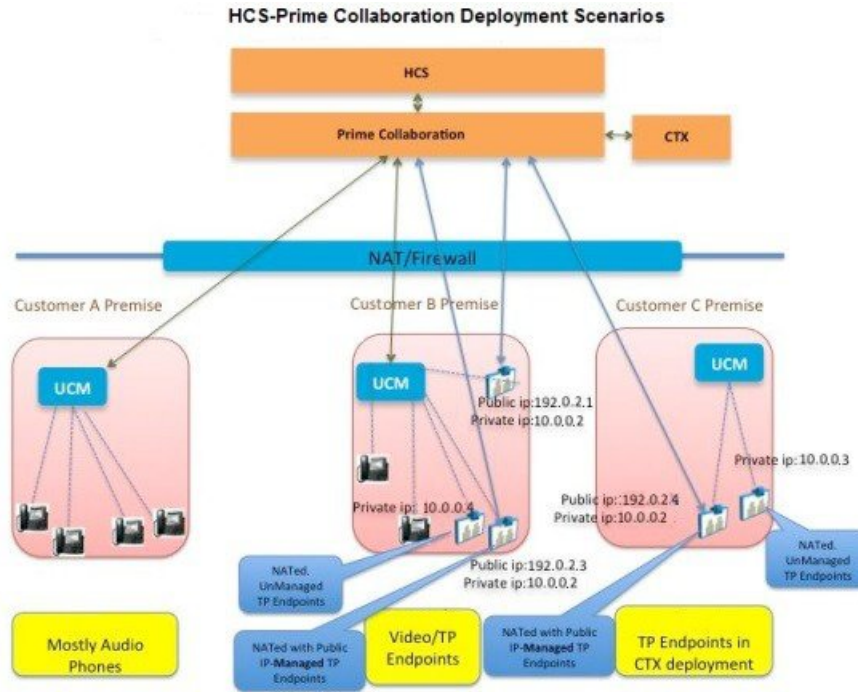 HCS-Prime Collaboration Deployment Scenarios
HCS
Prime Collaboration
CTX
NAT/Firewall
Customer A Premise
Customer B Premise
Customer C Premise
UCM
UCM
UCM
Public ip:192.0.2.1
Private ip:10.0.0.2
Private ip:10.0.0.3
Private ip: 10.0.0.4
Public ip:192.0.2.4
Private ip:10.0.0.2
Public ip:192.0.2.3
Private ip:10.0.0.2
NATed.
UnManaged
TP Endpoints
NATed.
UnManaged
TP Endpoints
Mostly Audio
Phones
NATed with Public
IP-Managed TP
Endpoints
Video/TP
Endpoints
NATed with Public
IP-Managed TP
Endpoints
TP Endpoints in
CTX deployment